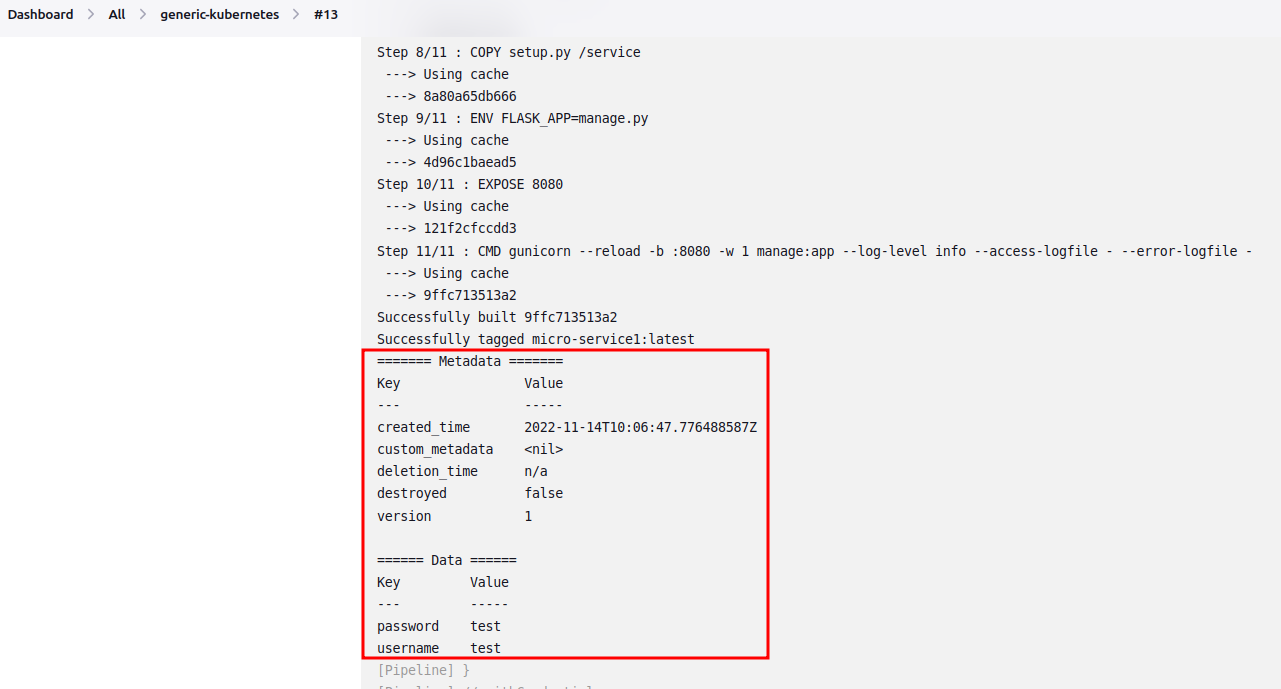 Dashboard > All > generic-kubernetes > #13
Step 8/11 : COPY setup.py /service
---> Using cache
---> 8a80a65db666
Step 9/11 : ENV FLASK_APP=manage.py
---> Using cache
---> 4d96c1baead5
Step 10/11 : EXPOSE 8080
---> Using cache
---> 121f2cfccdd3
Step 11/11 : CMD gunicorn --reload -b :8080 -w 1 manage:app --log-level info --access-logfile - --error-logfile -
---> Using cache
---> 9ffc713513a2
Successfully built 9ffc713513a2
Successfully tagged micro-service1:latest
======= Metadata =======
Key Value
--- -----
created_time 2022-11-14T10:06:47.776488587Z
custom_metadata <nil>
deletion_time n/a
destroyed false
version 1
====== Data ======
Key Value
--- -----
password test
username test
[Pipeline] }